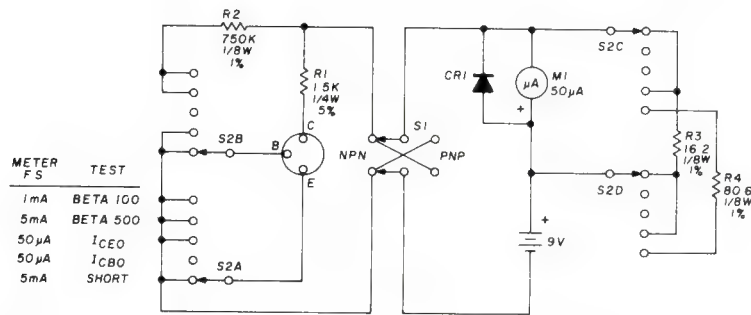 R2
750K
1/8W
1%
R1
1.5K
1/4W
5%
C
B
E
S2B
S2A
S1
NPN
PNP
CR1
μA
M1
50μA
+
+
9V
S2C
S2D
R3
16.2
1/8W
1%
R4
80.6
1/8W
1%
METER FS TEST
1mA BETA 100
5mA BETA 500
50μA ICEO
50μA ICBO
5mA SHORT